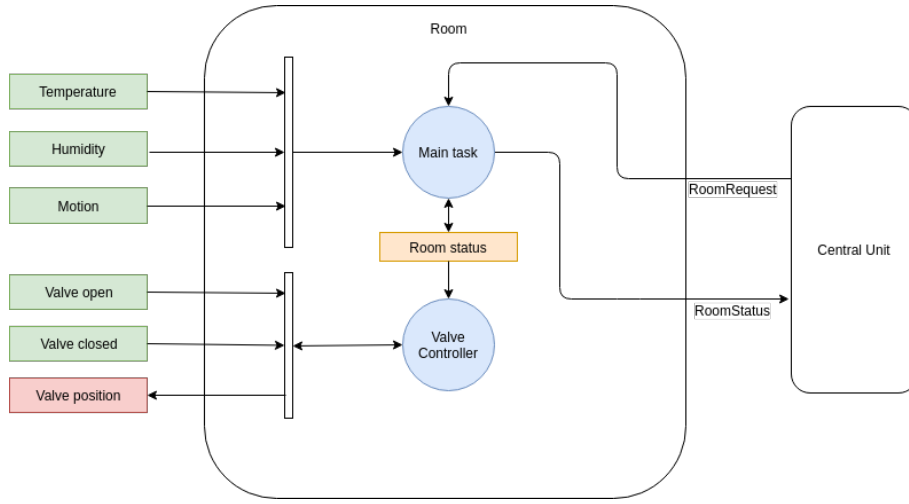 Room
Temperature
Humidity
Motion
Main task
Room status
Valve open
Valve closed
Valve position
Valve
Controller
RoomRequest
RoomStatus
Central Unit